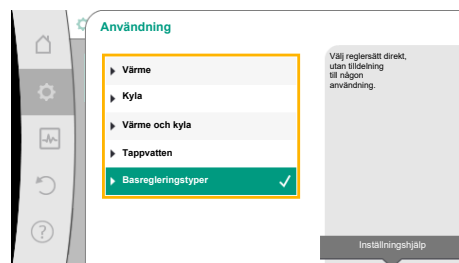 Användning
Värme
Kyla
Värme och kyla
Tappvatten
Basregleringstyper
Välj reglersätt direkt,
utan tilldelning
till någon
användning.
Inställningshjälp